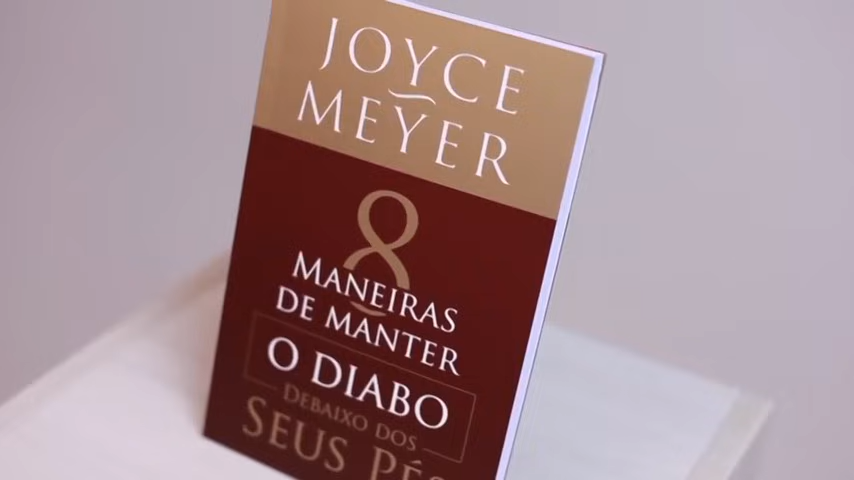 JOYCE
MEYER
8
MANEIRAS
DE MANTER
O DIABO
DEBAIXO DOS
SEUS PÉS